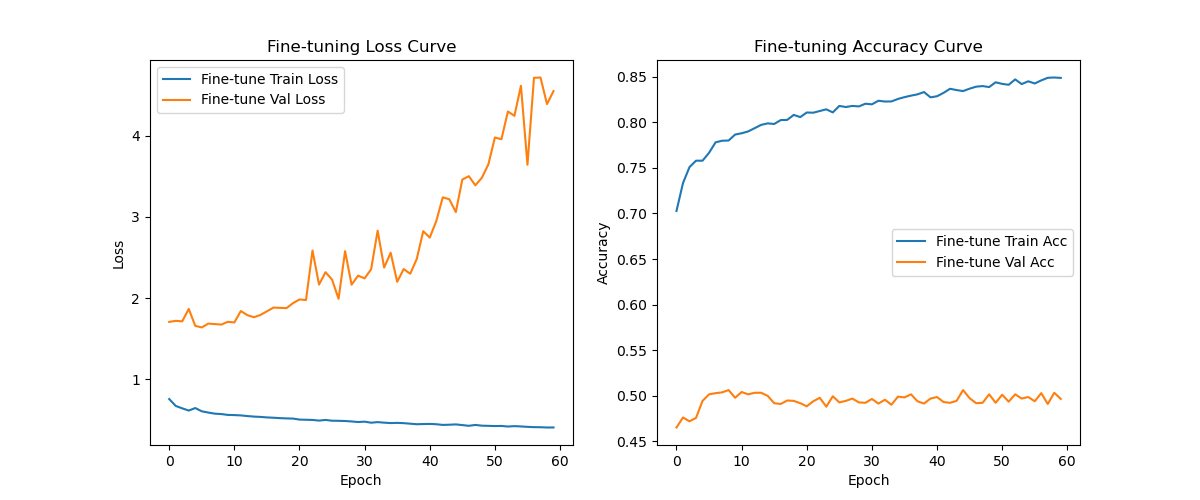 Fine-tuning Loss Curve
Fine-tune Train Loss
Fine-tune Val Loss
Loss
4
3
2
1
0 10 20 30 40 50 60
Epoch
Fine-tuning Accuracy Curve
Fine-tune Train Acc
Fine-tune Val Acc
Accuracy
0.85
0.80
0.75
0.70
0.65
0.60
0.55
0.50
0.45
0 10 20 30 40 50 60
Epoch